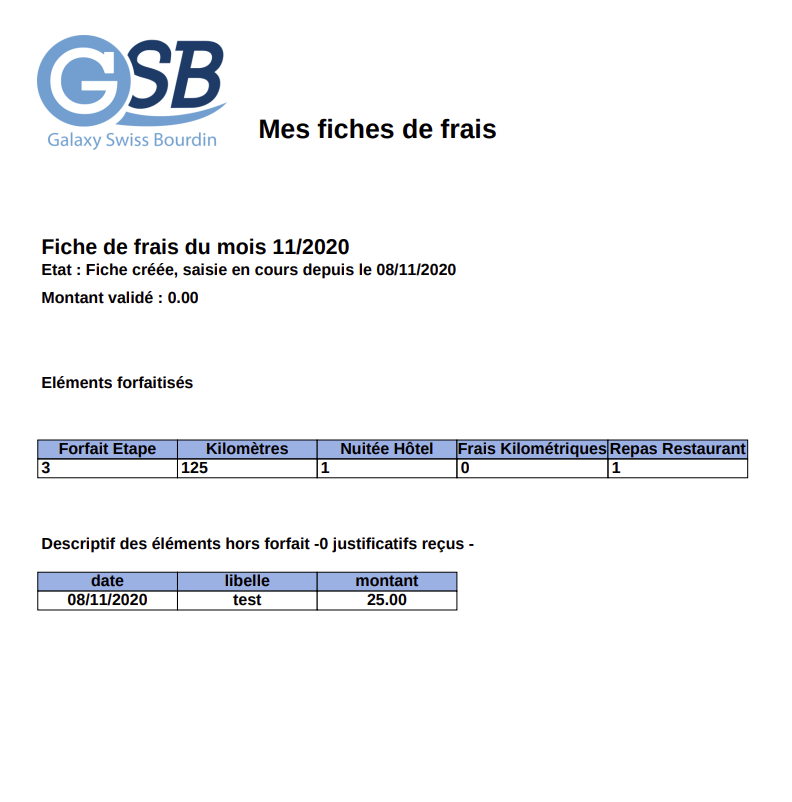 GSB
Galaxy Swiss Bourdin
Mes fiches de frais
Fiche de frais du mois 11/2020
Etat : Fiche créée, saisie en cours depuis le 08/11/2020
Montant validé : 0.00
Eléments forfaitisés
Forfait Etape Kilomètres Nuitée Hôtel Frais Kilométriques Repas Restaurant
3 125 1 0 1
Descriptif des éléments hors forfait -0 justificatifs reçus -
date libelle montant
08/11/2020 test 25.00